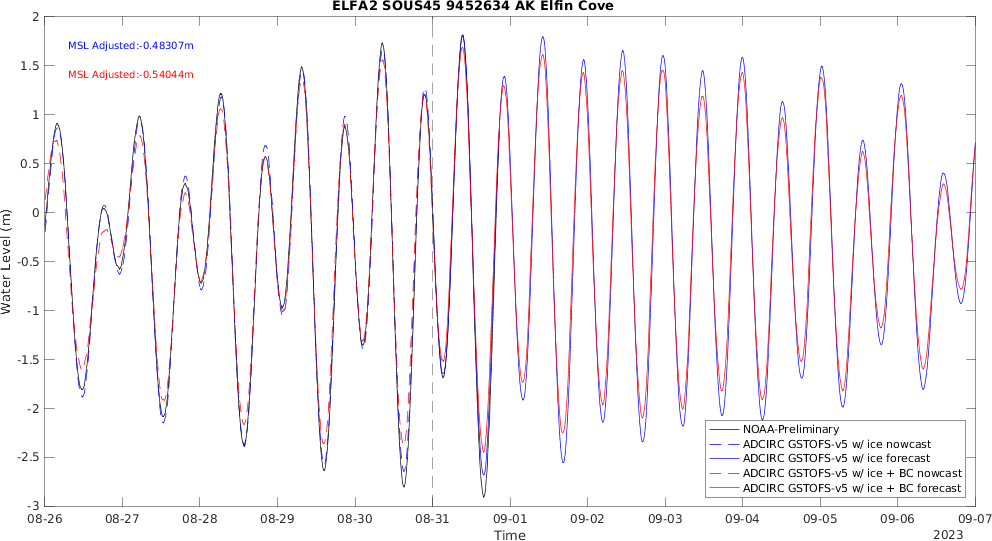 ELFA2 SOUS45 9452634 AK Elfin Cove
MSL Adjusted:-0.48307m
MSL Adjusted:-0.54044m
Water Level (m)
2
1.5
1
0.5
0
-0.5
-1
-1.5
-2
-2.5
-3
NOAA-Preliminary
ADCIRC GSTOFS-v5 w/ ice nowcast
ADCIRC GSTOFS-v5 w/ ice forecast
ADCIRC GSTOFS-v5 w/ ice + BC nowcast
ADCIRC GSTOFS-v5 w/ ice + BC forecast
08-26 08-27 08-28 08-29 08-30 08-31 09-01 09-02 09-03 09-04 09-05 09-06 09-07
Time
2023